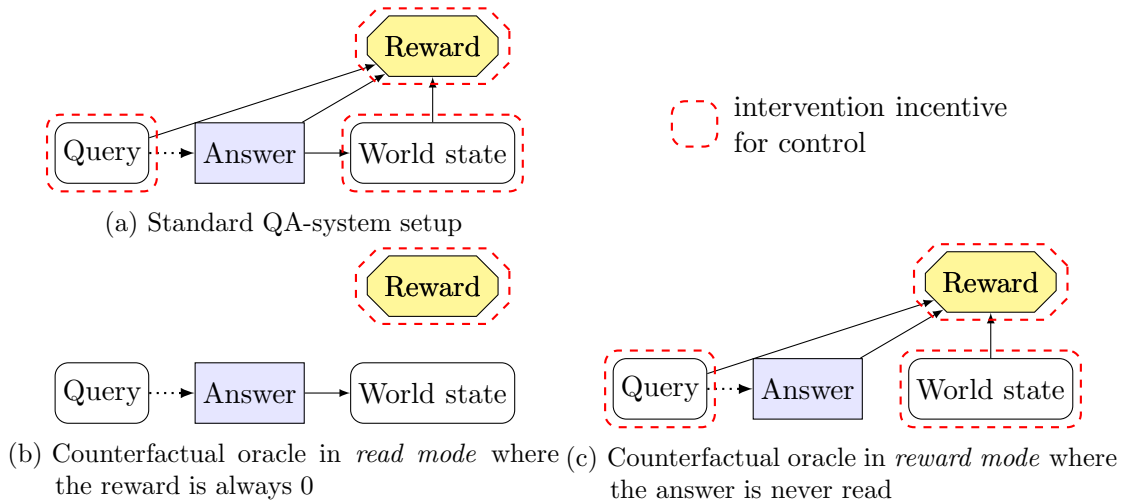 Reward
Query
Answer
World state
(a) Standard QA-system setup
intervention incentive
for control
Reward
Query
Answer
World state
(b) Counterfactual oracle in read mode where
the reward is always 0
Reward
Query
Answer
World state
(c) Counterfactual oracle in reward mode where
the answer is never read